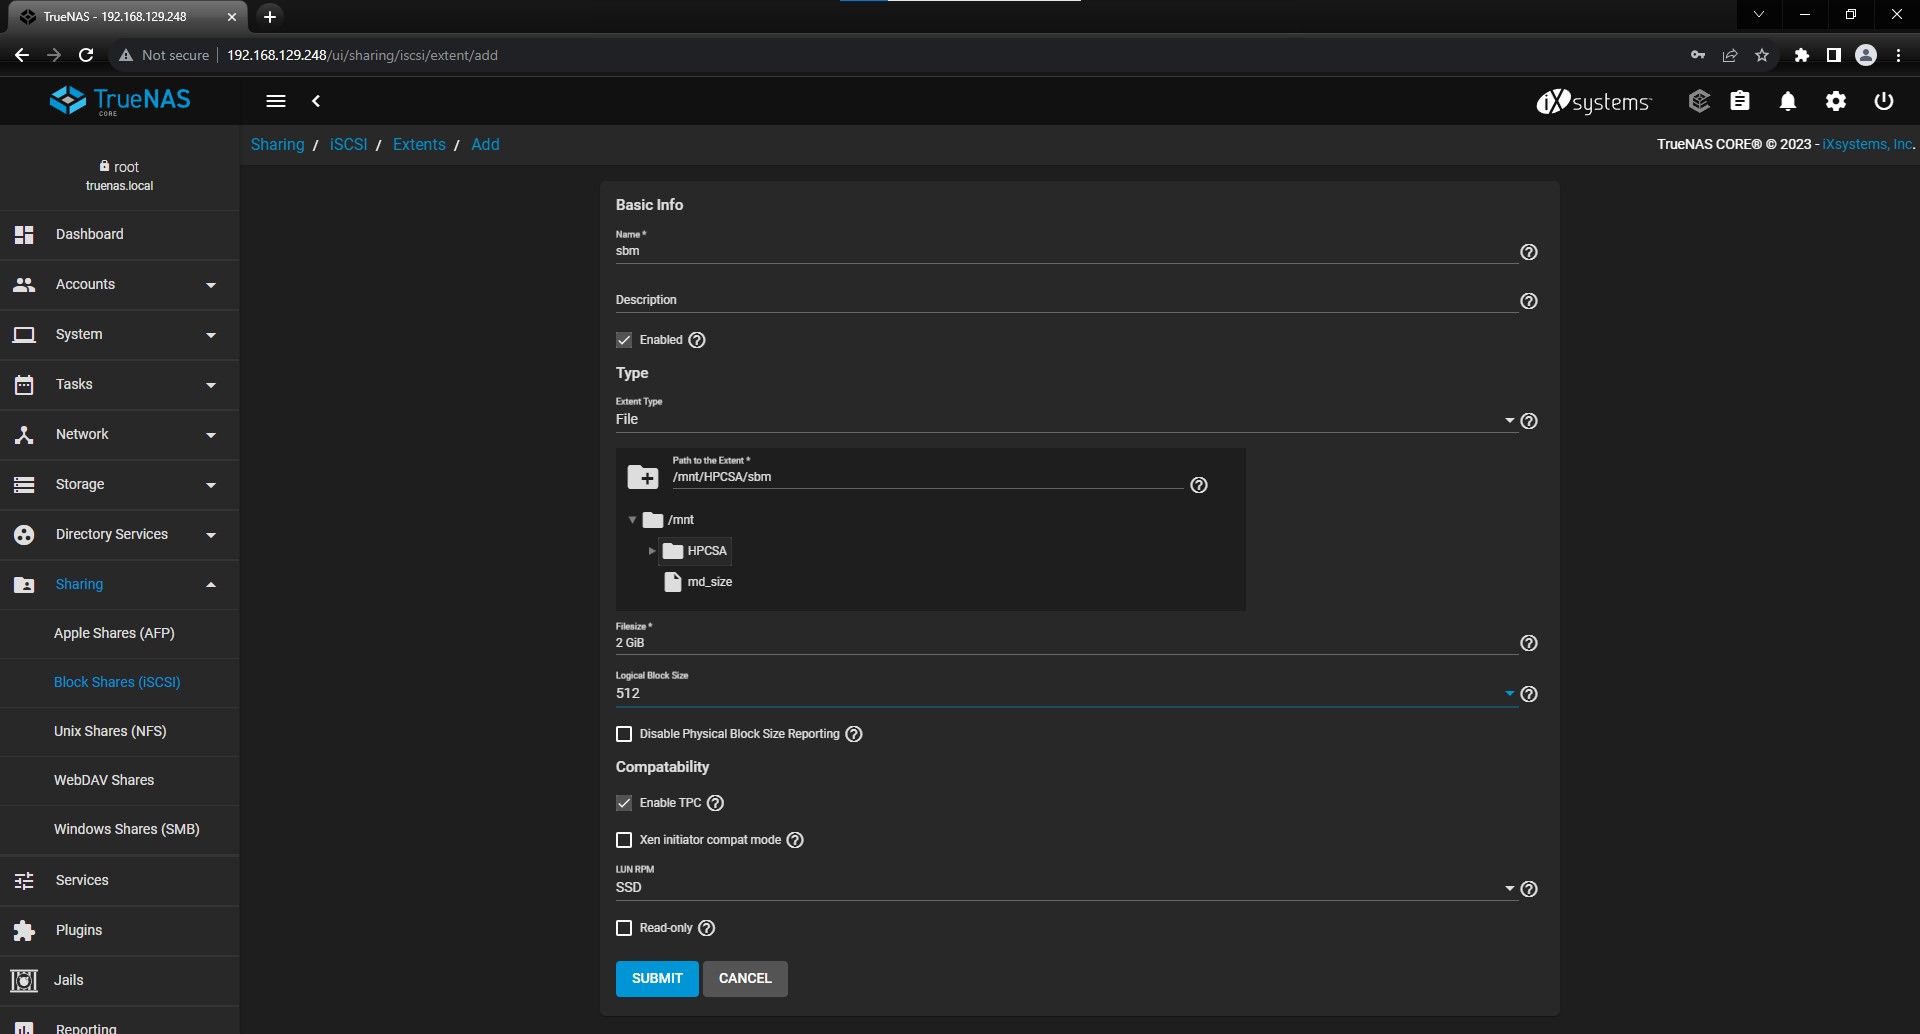 TrueNAS - 192.168.129.248
Not secure
192.168.129.248/ui/sharing/iscsi/extent/add
TrueNAS
CORE
iXsystems
Sharing / iSCSI / Extents / Add
TrueNAS CORE® © 2023 - iXsystems, Inc.
root
truenas.local
Dashboard
Accounts
System
Tasks
Network
Storage
Directory Services
Sharing
Apple Shares (AFP)
Block Shares (iSCSI)
Unix Shares (NFS)
WebDAV Shares
Windows Shares (SMB)
Services
Plugins
Jails
Reporting
Basic Info
Name *
sbm
Description
Enabled
Type
Extent Type
File
Path to the Extent *
/mnt/HPCSA/sbm
/mnt
HPCSA
md_size
Filesize *
2 GiB
Logical Block Size
512
Disable Physical Block Size Reporting
Compatability
Enable TPC
Xen initiator compat mode
LUN RPM
SSD
Read-only
SUBMIT
CANCEL